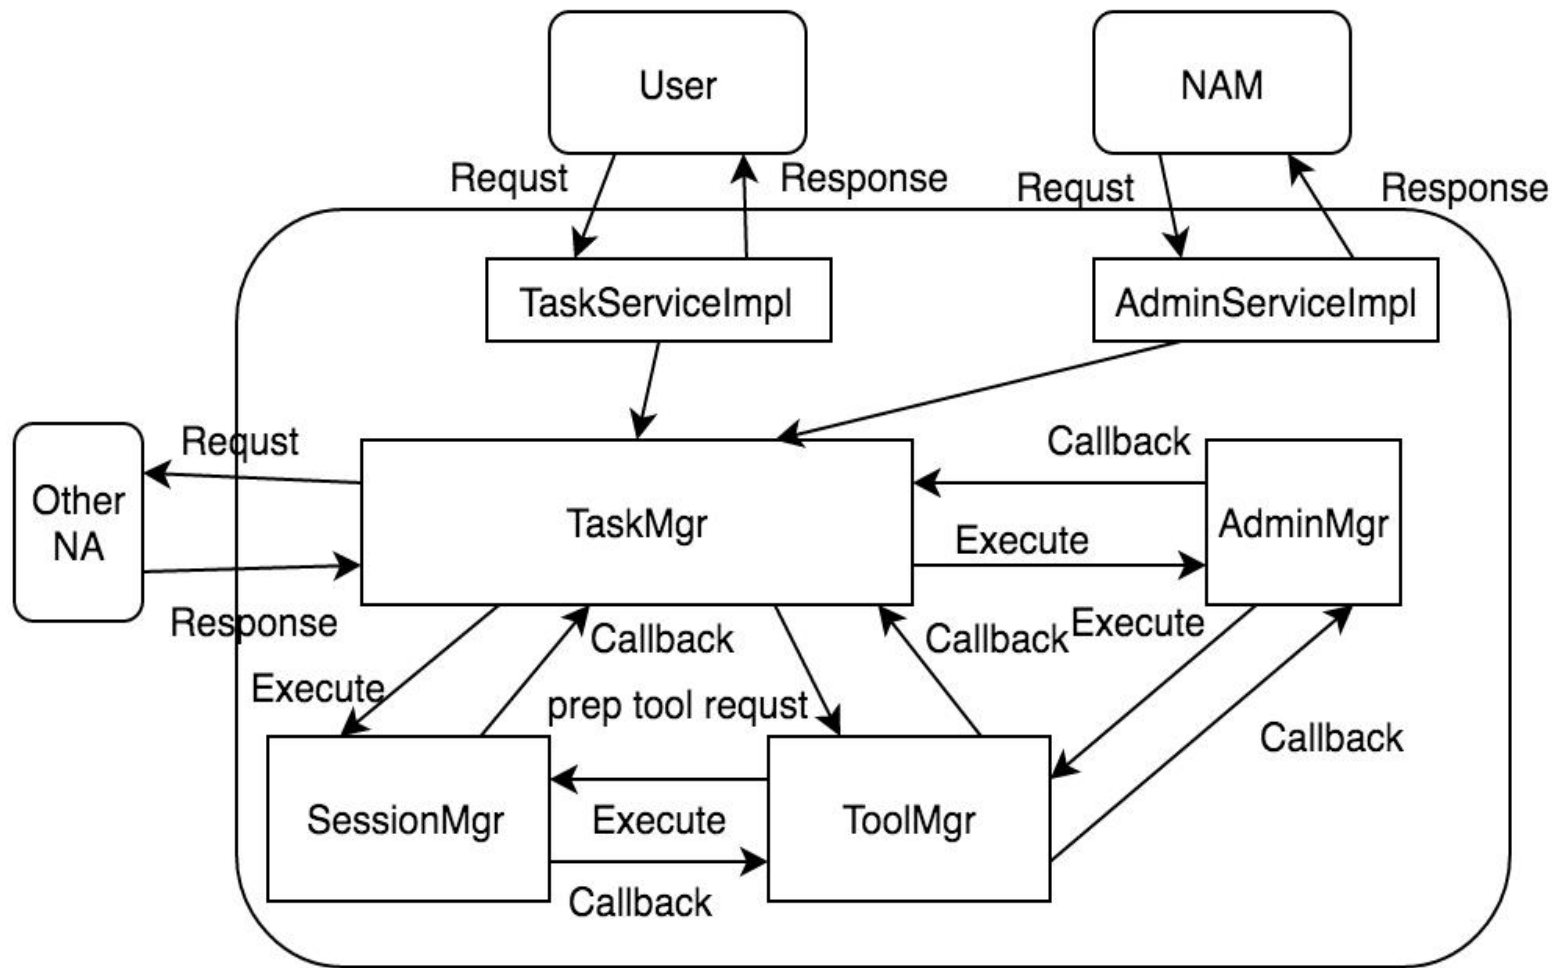 User
NAM
Requst
Response
Requst
Response
TaskServiceImpl
AdminServiceImpl
Requst
Callback
Other
NA
TaskMgr
AdminMgr
Execute
Response
Callback
Callback
Execute
Execute
prep tool requst
Callback
SessionMgr
Execute
ToolMgr
Callback